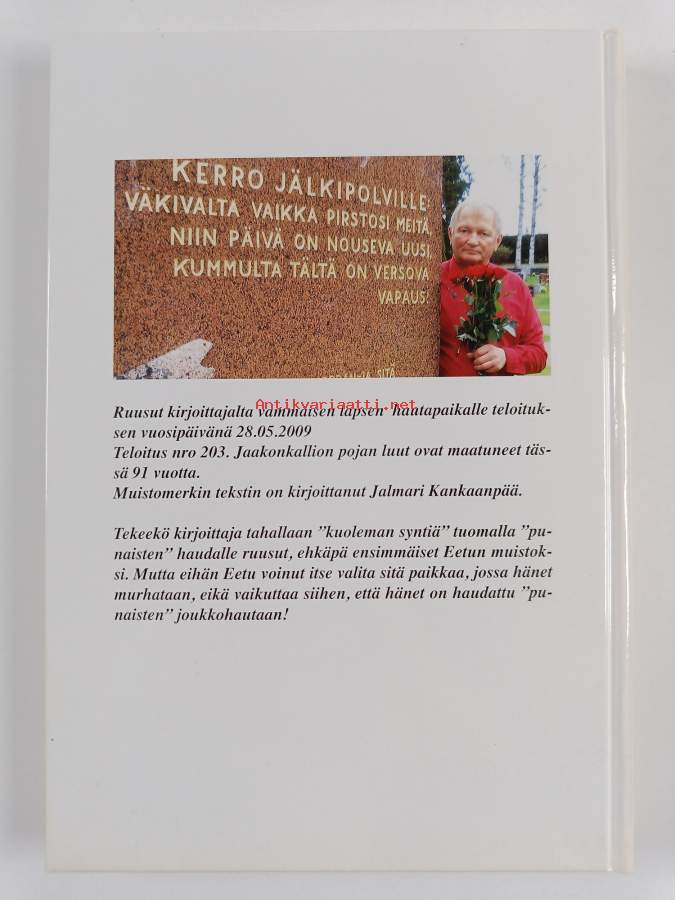 KERRO JÄLKIPOLVILLE:
VÄKIVALTA VAIKKA PIRSTOSI MEITÄ,
NIIN PÄIVÄ ON NOUSEVA UUSI,
KUMMULTA TÄLTÄ ON VERSOVA
VAPAUS!
SITÄ
Antikvariaatti.net
Ruusut kirjoittajalta vammaisen lapsen hautapaikalle teloituk-
sen vuosipäivänä 28.05.2009
Teloitus nro 203. Jaakonkallion pojan luut ovat maatuneet täs-
sä 91 vuotta.
Muistomerkin tekstin on kirjoittanut Jalmari Kankaanpää.
Tekeekö kirjoittaja tahallaan ”kuoleman syntiä” tuomalla ”pu-
naisten” haudalle ruusut, ehkäpä ensimmäiset Eetun muistok-
si. Mutta eihän Eetu voinut itse valita sitä paikkaa, jossa hänet
murhataan, eikä vaikuttaa siihen, että hänet on haudattu ”pu-
naisten” joukkohautaan!